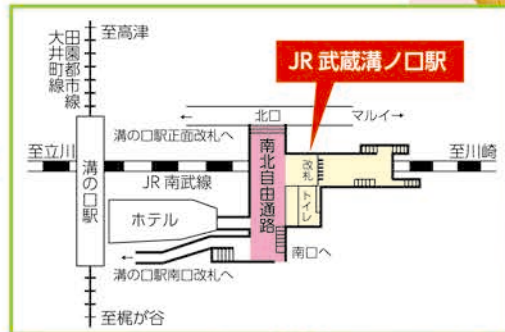 至高津
田園都市線
大井町線
JR 武蔵溝ノ口駅
← 北口 マルイ→
溝の口駅正面改札へ
至立川
溝の口駅
JR 南武線
南北自由通路
改札
トイレ
至川崎
ホテル
南口へ
←
溝の口駅南口改札へ
至梶が谷